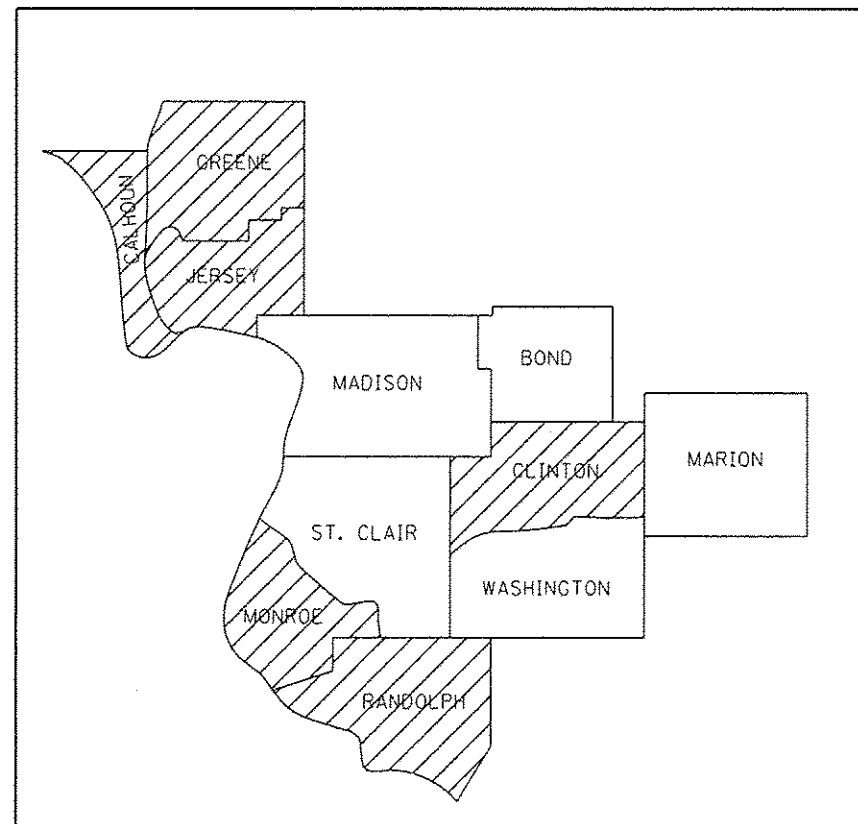 GREENE
CALHOUN
JERSEY
BOND
MADISON
MARION
CLINTON
ST. CLAIR
WASHINGTON
MONROE
RANDOLPH